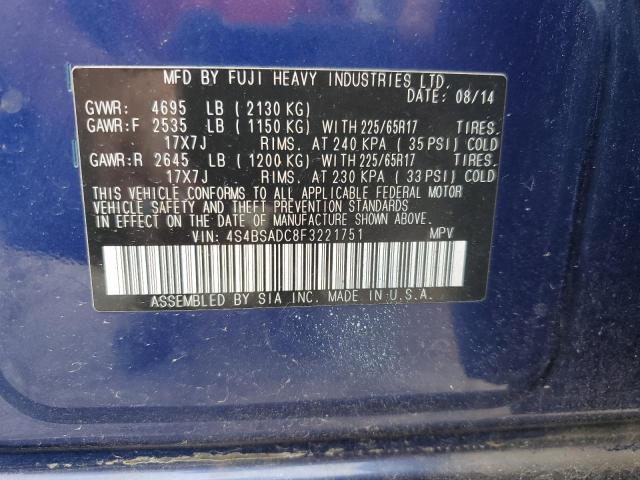 MFD BY FUJI HEAVY INDUSTRIES LTD.
DATE: 08/14
GVWR: 4695 LB ( 2130 KG)
GAWR:F 2535 LB ( 1150 KG) WITH 225/65R17 TIRES.
17X7J RIMS. AT 240 KPA ( 35 PSI) COLD
GAWR:R 2645 LB ( 1200 KG) WITH 225/65R17 TIRES.
17X7J RIMS. AT 230 KPA ( 33 PSI) COLD
THIS VEHICLE CONFORMS TO ALL APPLICABLE FEDERAL MOTOR
VEHICLE SAFETY AND THEFT PREVENTION STANDARDS
IN EFFECT ON THE DATE OF MANUFACTURE SHOWN ABOVE.
VIN: 4S4BSADC8F3221751 MPV
ASSEMBLED BY SIA INC. MADE IN U.S.A.